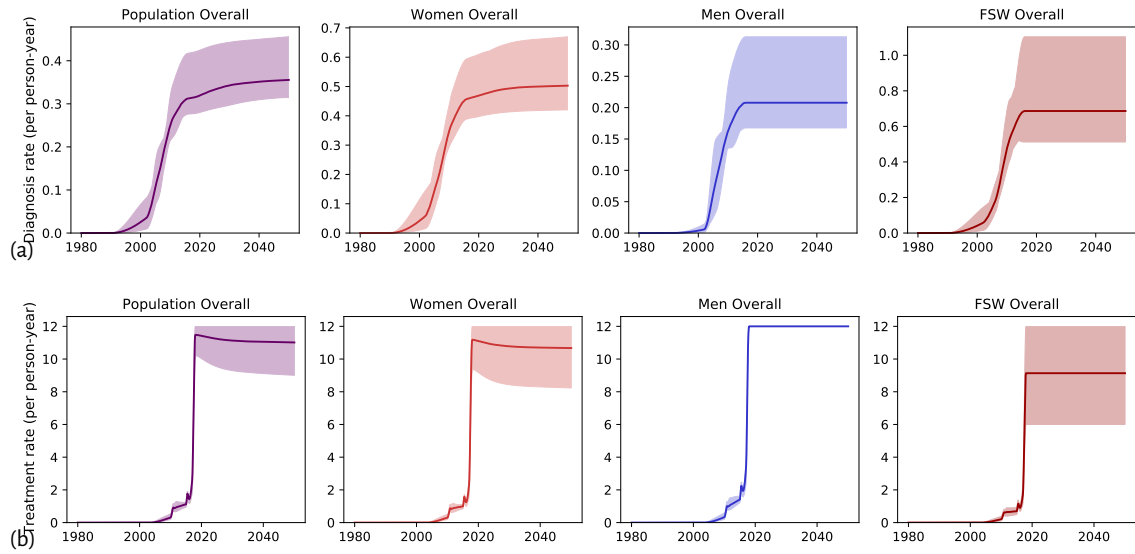 Population Overall
Women Overall
Men Overall
FSW Overall
Diagnosis rate (per person-year)
0.0 0.1 0.2 0.3 0.4
0.0 0.1 0.2 0.3 0.4 0.5 0.6 0.7
0.00 0.05 0.10 0.15 0.20 0.25 0.30
0.0 0.2 0.4 0.6 0.8 1.0
1980 2000 2020 2040
1980 2000 2020 2040
1980 2000 2020 2040
1980 2000 2020 2040
(a)
Population Overall
Women Overall
Men Overall
FSW Overall
Treatment rate (per person-year)
0 2 4 6 8 10 12
0 2 4 6 8 10 12
0 2 4 6 8 10 12
0 2 4 6 8 10 12
1980 2000 2020 2040
1980 2000 2020 2040
1980 2000 2020 2040
1980 2000 2020 2040
(b)